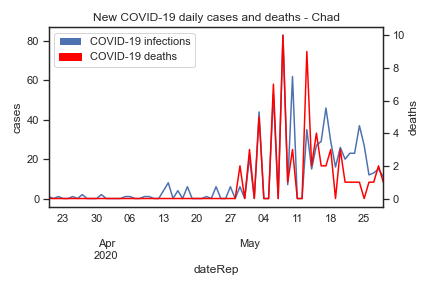 New COVID-19 daily cases and deaths - Chad
COVID-19 infections
COVID-19 deaths
cases
80
60
40
20
0
deaths
10
8
6
4
2
0
23 30 06 13 20 27 04 11 18 25
Apr May
2020
dateRep